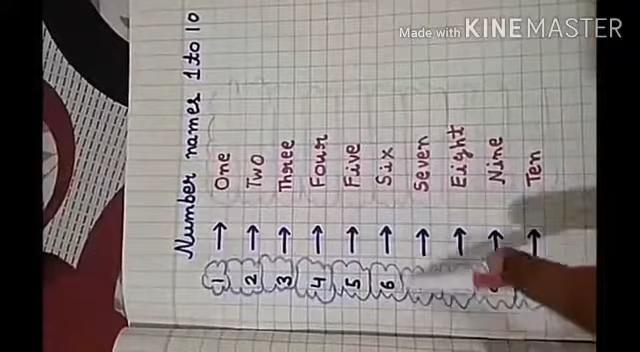 Made with KINEMASTER
Number names 1 to 10
1 → One
2 → Two
3 → Three
4 → Four
5 → Five
6 → Six
→ Seven
→ Eight
→ Nine
→ Ten